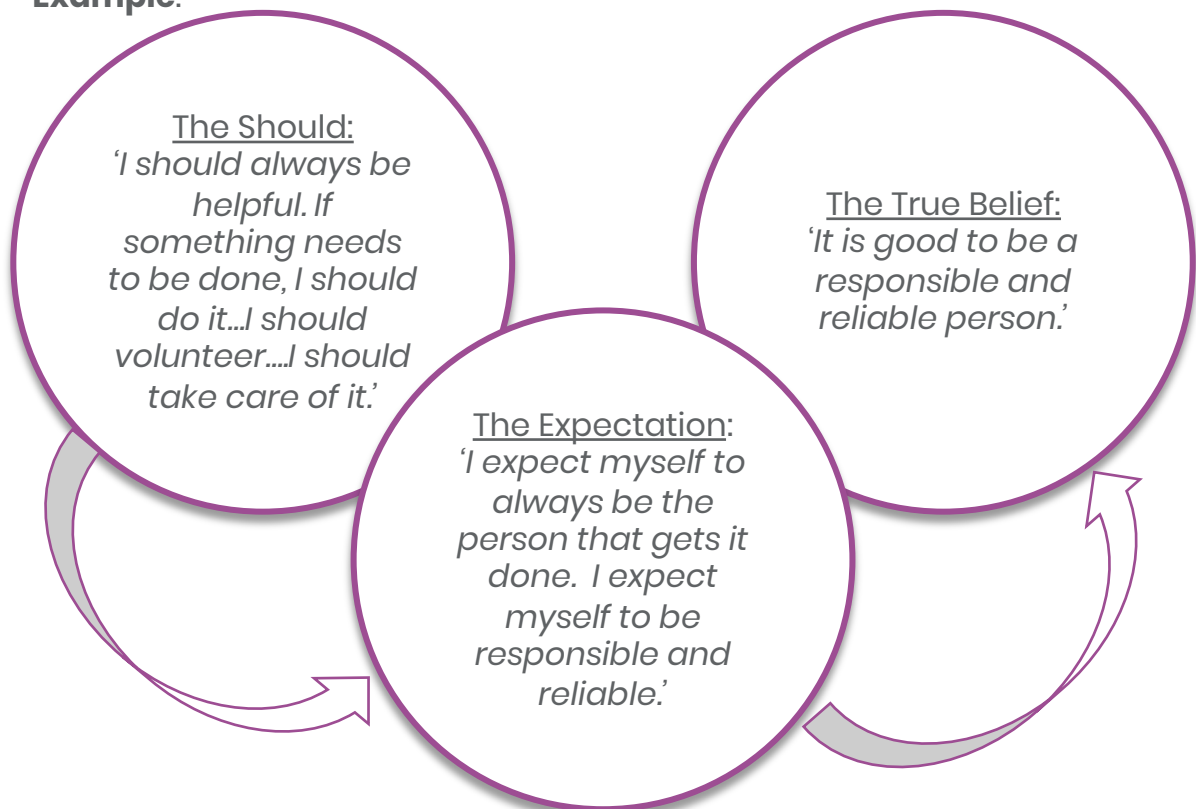 Example:
The Should:
‘I should always be
helpful. If
something needs
to be done, I should
do it...I should
volunteer....I should
take care of it.’
The Expectation:
‘I expect myself to
always be the
person that gets it
done. I expect
myself to be
responsible and
reliable.’
The True Belief:
‘It is good to be a
responsible and
reliable person.’